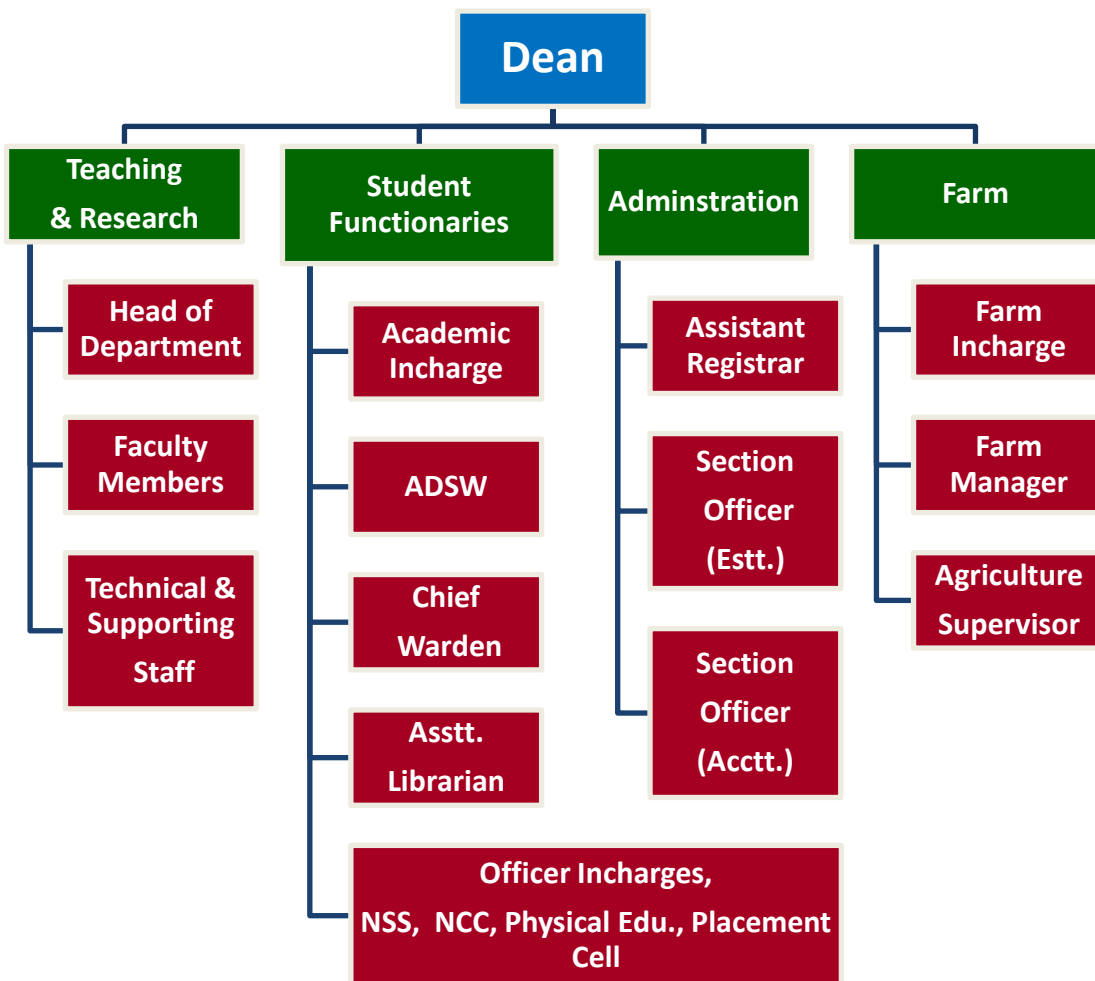 Dean
Teaching
& Research
Student
Functionaries
Adminstration
Farm
Head of
Department
Faculty
Members
Technical &
Supporting
Staff
Academic
Incharge
ADSW
Chief
Warden
Asstt.
Librarian
Officer Incharges,
NSS,  NCC, Physical Edu., Placement
Cell
Assistant
Registrar
Section
Officer
(Estt.)
Section
Officer
(Acctt.)
Farm
Incharge
Farm
Manager
Agriculture
Supervisor